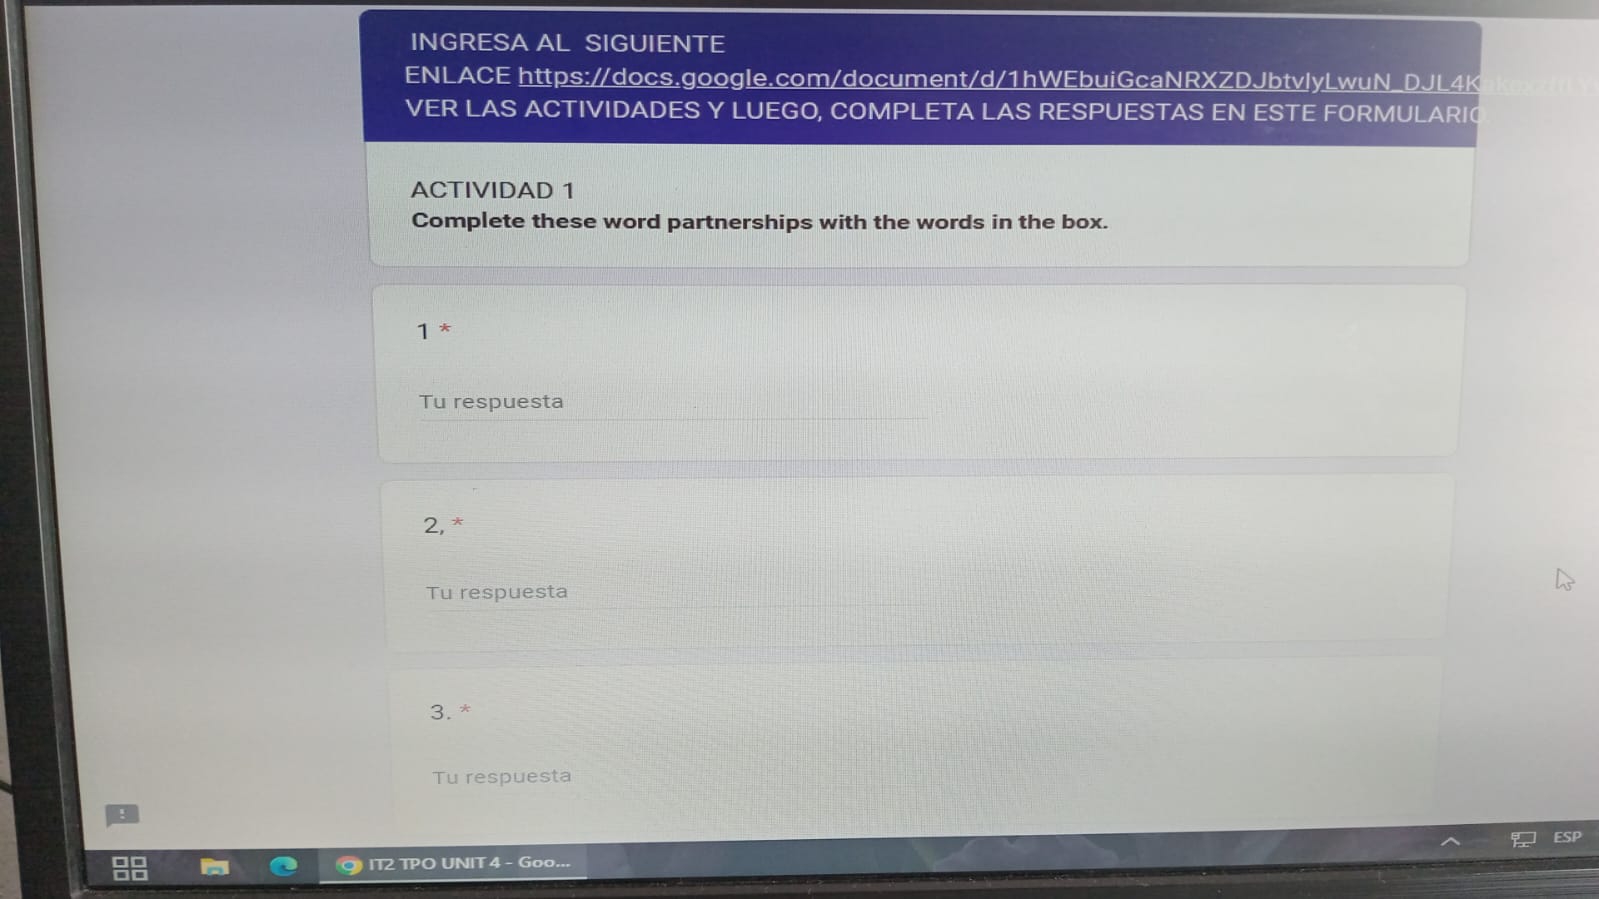 INGRESA AL SIGUIENTE
ENLACE https://docs.google.com/document/d/1hWEbuiGcaNRXZDJbtvlyLwuN_DJL4K
VER LAS ACTIVIDADES Y LUEGO, COMPLETA LAS RESPUESTAS EN ESTE FORMULARIO
ACTIVIDAD 1
Complete these word partnerships with the words in the box.
1 *
Tu respuesta
2, *
Tu respuesta
3. *
Tu respuesta
IT2 TPO UNIT 4 - Goo...
ESP